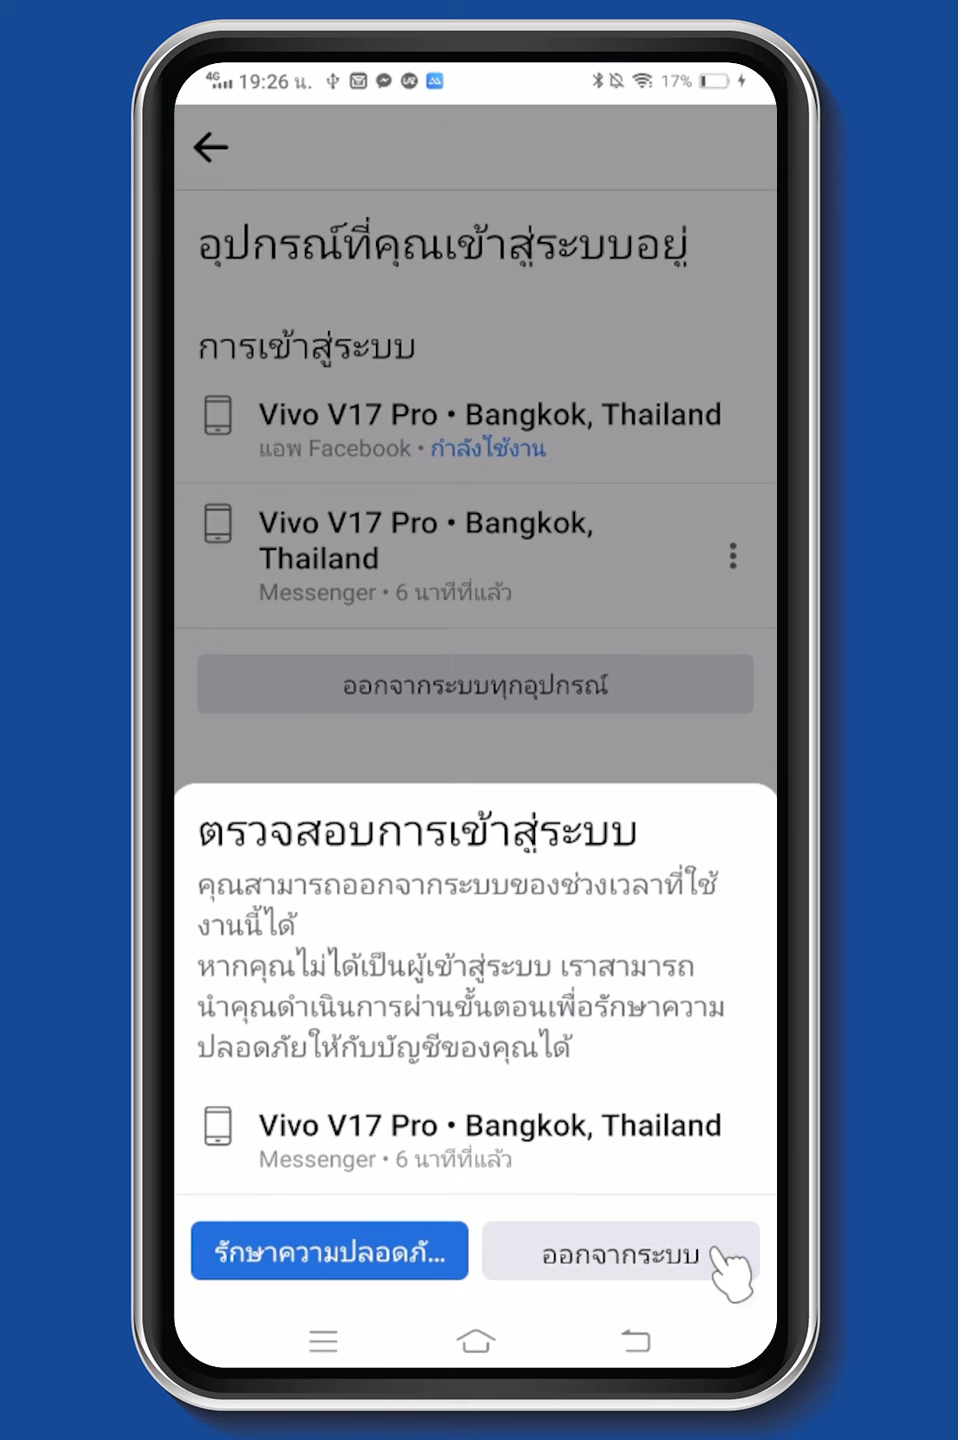 4G 19:26 น. 17%
อุปกรณ์ที่คุณเข้าสู่ระบบอยู่
การเข้าสู่ระบบ
Vivo V17 Pro • Bangkok, Thailand
แอพ Facebook • กำลังใช้งาน
Vivo V17 Pro • Bangkok,
Thailand
Messenger • 6 นาทีที่แล้ว
ออกจากระบบทุกอุปกรณ์
ตรวจสอบการเข้าสู่ระบบ
คุณสามารถออกจากระบบของช่วงเวลาที่ใช้
งานนี้ได้
หากคุณไม่ได้เป็นผู้เข้าสู่ระบบ เราสามารถ
นำคุณดำเนินการผ่านขั้นตอนเพื่อรักษาความ
ปลอดภัยให้กับบัญชีของคุณได้
Vivo V17 Pro • Bangkok, Thailand
Messenger • 6 นาทีที่แล้ว
รักษาความปลอดภั...
ออกจากระบบ